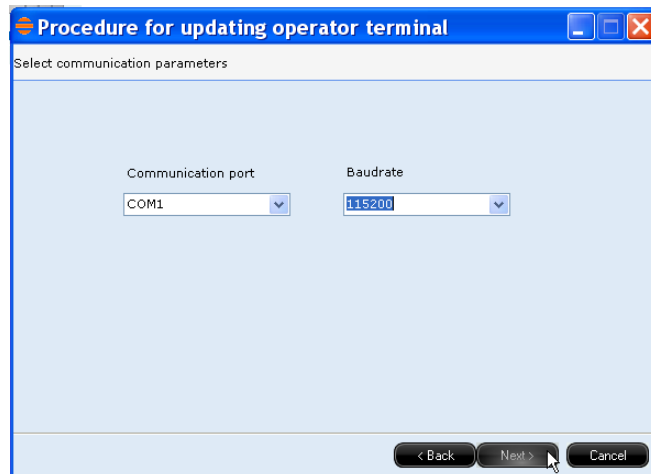 Procedure for updating operator terminal
Select communication parameters
Communication port Baudrate
COM1 115200
< Back Next > Cancel